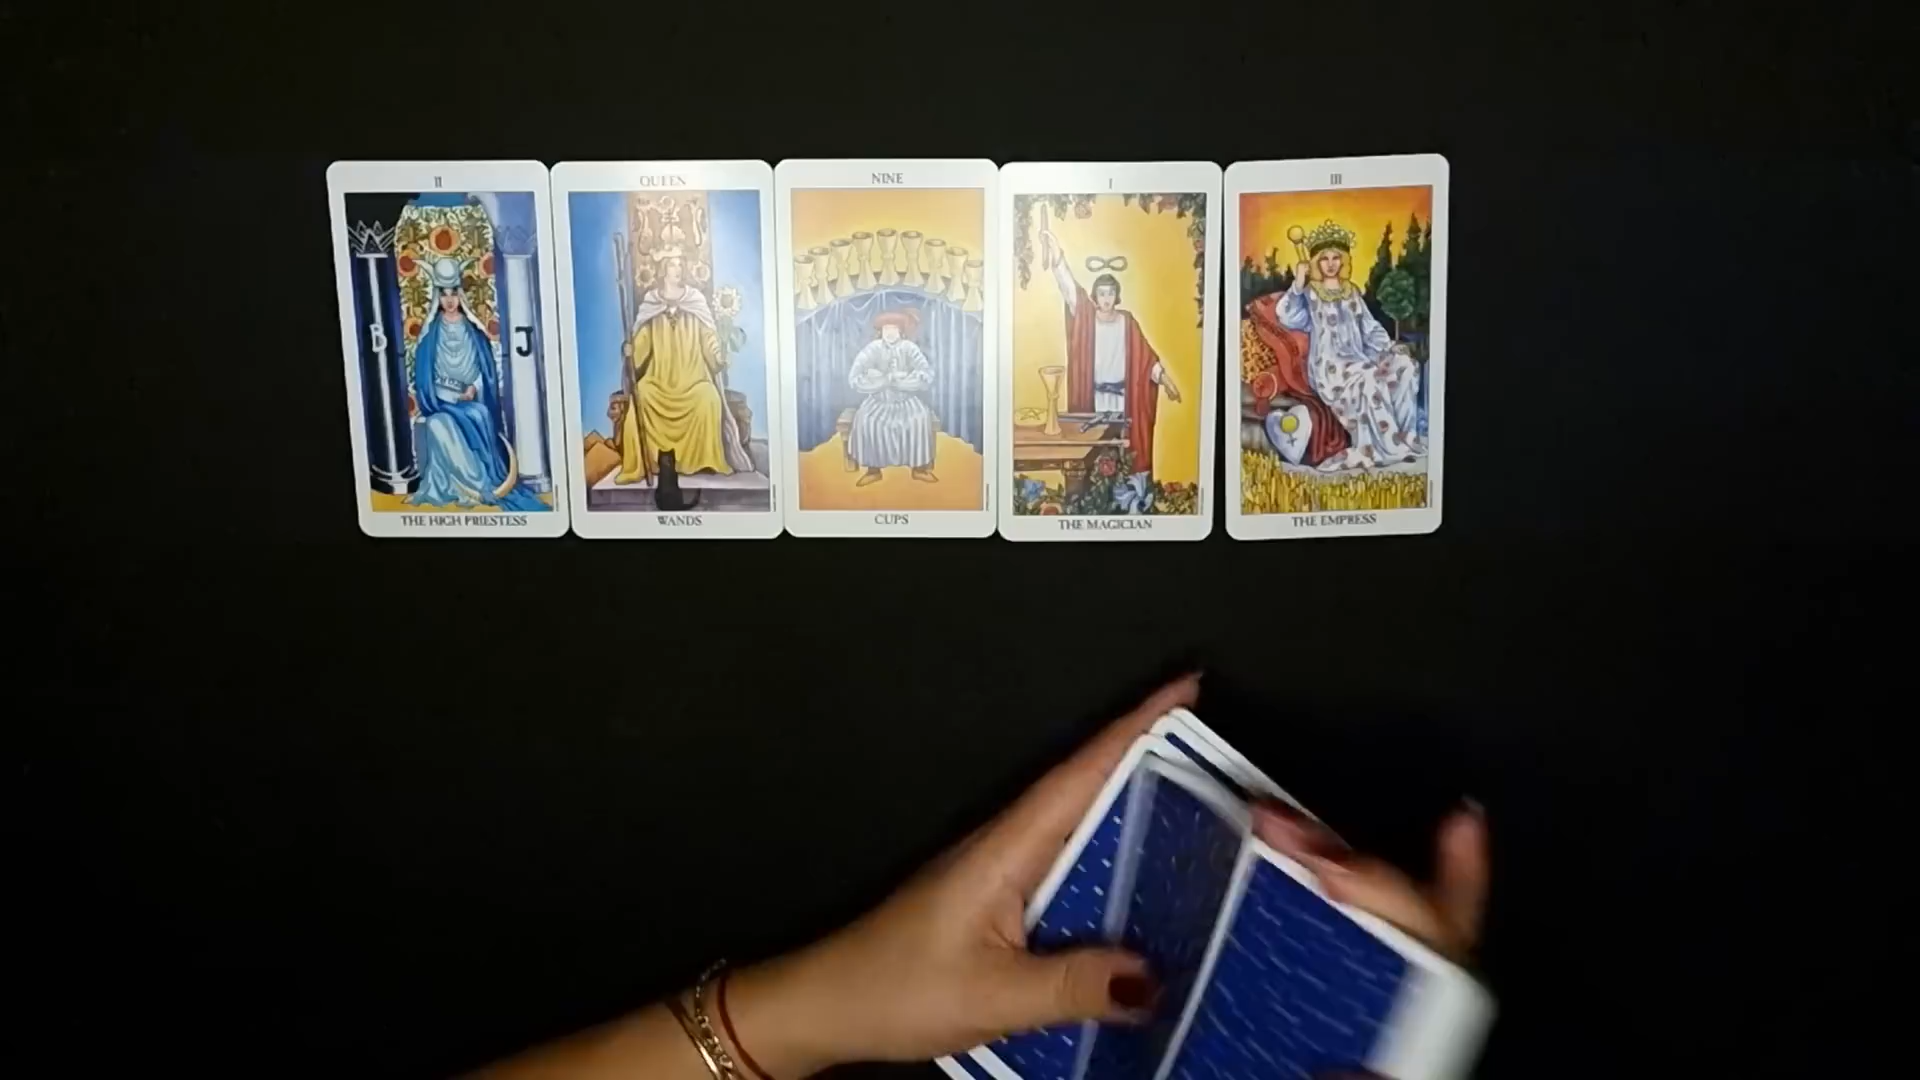 II
QUEEN
NINE
I
III
B
J
THE HIGH PRIESTESS
WANDS
CUPS
THE MAGICIAN
THE EMPRESS